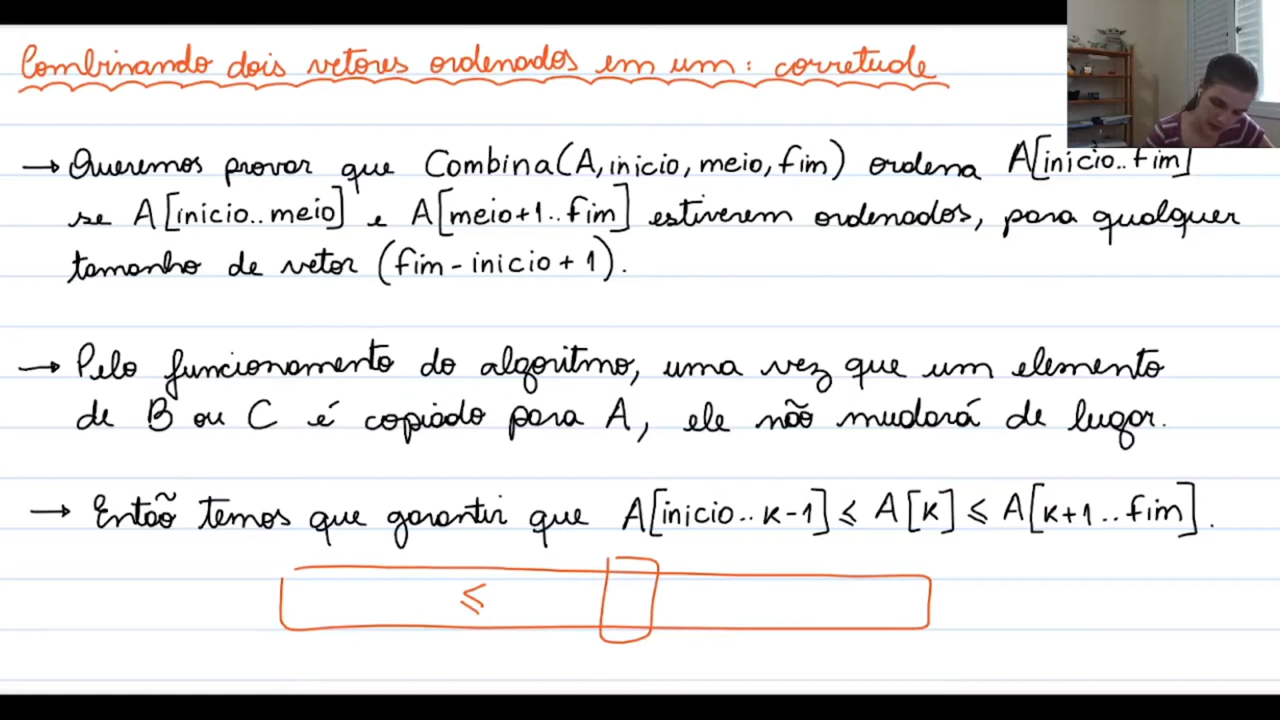 Combinando dois vetores ordenados em um: corretude
→ Queremos provar que Combina(A, inicio, meio, fim) ordena A[inicio..fim]
se A[inicio..meio] e A[meio+1..fim] estiverem ordenados, para qualquer
tamanho de vetor (fim - inicio + 1).
→ Pelo funcionamento do algoritmo, uma vez que um elemento
de B ou C é copiado para A, ele não mudará de lugar.
→ Então temos que garantir que A[inicio..k-1] ≤ A[k] ≤ A[k+1..fim].
≤